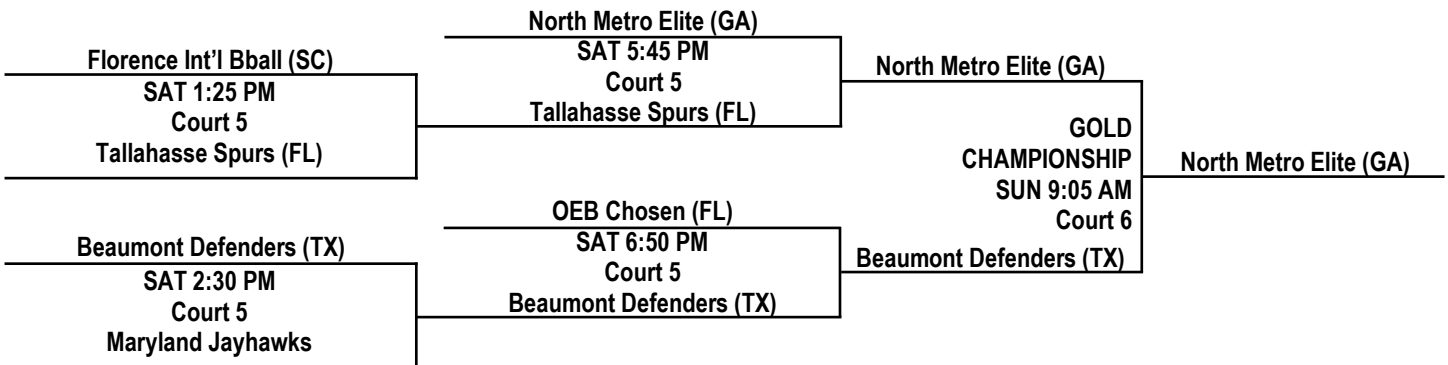 North Metro Elite (GA)
Florence Int'l Bball (SC)
SAT 5:45 PM
Court 5
North Metro Elite (GA)
SAT 1:25 PM
Court 5
Tallahasse Spurs (FL)
Tallahasse Spurs (FL)
GOLD
CHAMPIONSHIP
SUN 9:05 AM
Court 6
North Metro Elite (GA)
OEB Chosen (FL)
Beaumont Defenders (TX)
SAT 6:50 PM
Court 5
Beaumont Defenders (TX)
SAT 2:30 PM
Court 5
Beaumont Defenders (TX)
Maryland Jayhawks